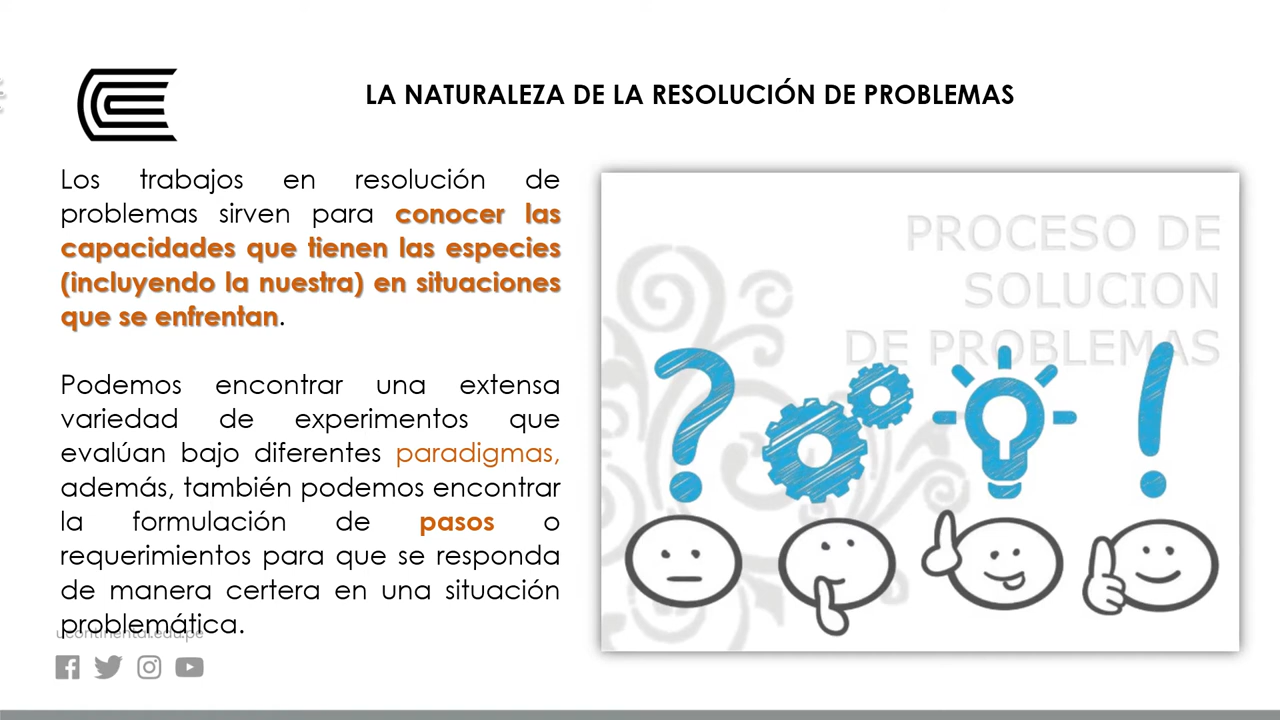 LA NATURALEZA DE LA RESOLUCIÓN DE PROBLEMAS
Los trabajos en resolución de
problemas sirven para conocer las
capacidades que tienen las especies
(incluyendo la nuestra) en situaciones
que se enfrentan.
Podemos encontrar una extensa
variedad de experimentos que
evalúan bajo diferentes paradigmas,
además, también podemos encontrar
la formulación de pasos o
requerimientos para que se responda
de manera certera en una situación
problemática.
ucontinental.edu.pe
PROCESO DE
SOLUCION
DE PROBLEMAS